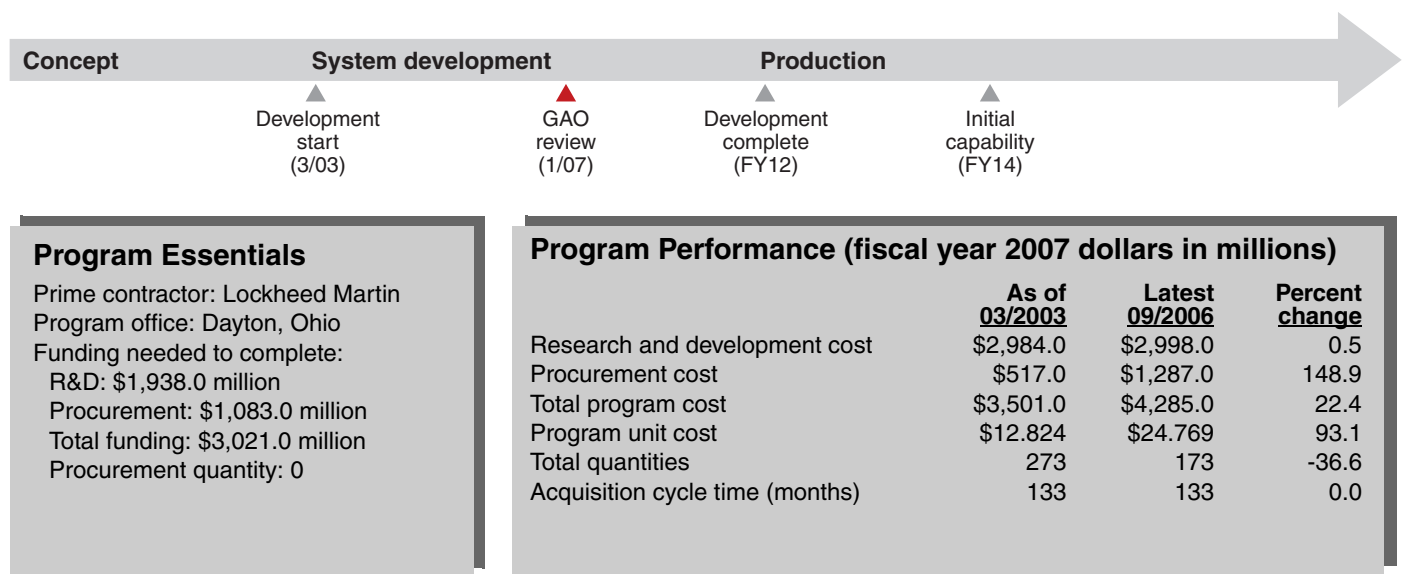 Concept System development Production
Development start (3/03)
GAO review (1/07)
Development complete (FY12)
Initial capability (FY14)
Program Essentials
Prime contractor: Lockheed Martin
Program office: Dayton, Ohio
Funding needed to complete:
R&D: $1,938.0 million
Procurement: $1,083.0 million
Total funding: $3,021.0 million
Procurement quantity: 0
Program Performance (fiscal year 2007 dollars in millions)
As of 03/2003 Latest 09/2006 Percent change
Research and development cost $2,984.0 $2,998.0 0.5
Procurement cost $517.0 $1,287.0 148.9
Total program cost $3,501.0 $4,285.0 22.4
Program unit cost $12.824 $24.769 93.1
Total quantities 273 173 -36.6
Acquisition cycle time (months) 133 133 0.0